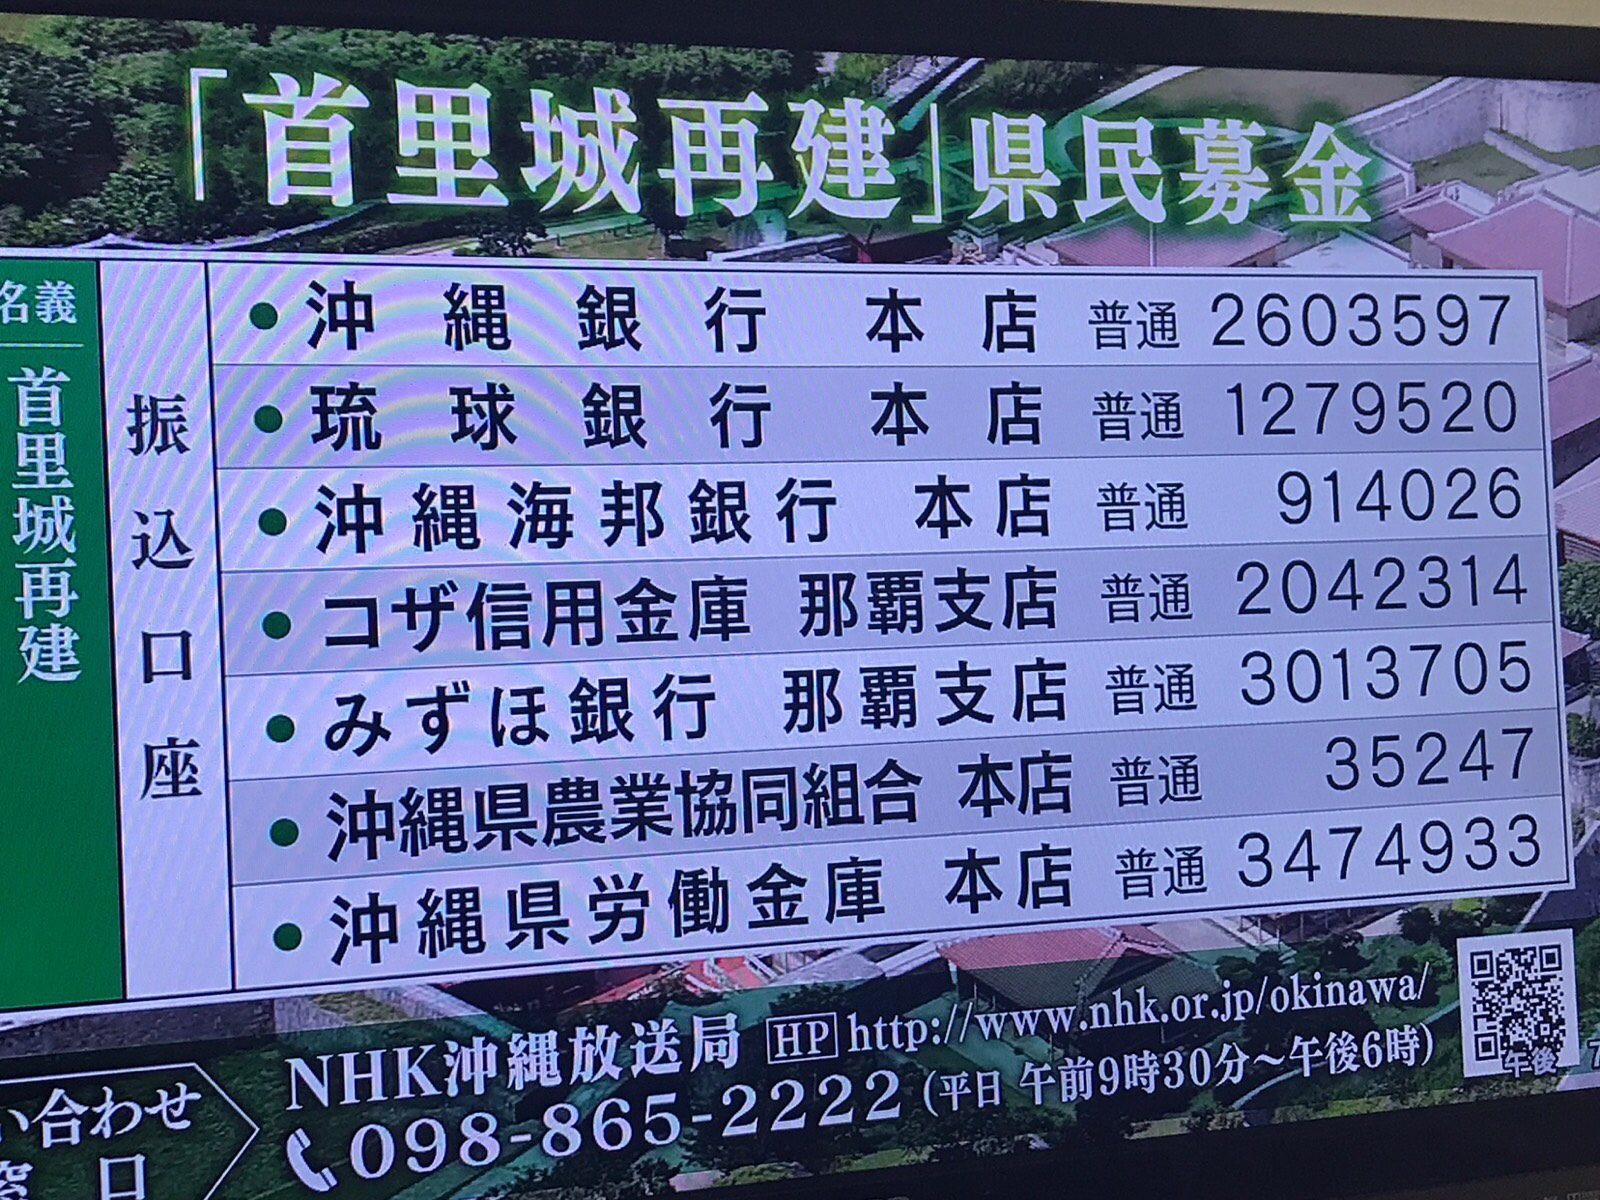 「首里城再建」県民募金
名義
首里城再建
振込口座
●沖縄銀行 本店 普通 2603597
●琉球銀行 本店 普通 1279520
●沖縄海邦銀行 本店 普通 914026
●コザ信用金庫 那覇支店 普通 2042314
●みずほ銀行 那覇支店 普通 3013705
●沖縄県農業協同組合 本店 普通 35247
●沖縄県労働金庫 本店 普通 3474933
い合わせ
窓口
NHK沖縄放送局 HP http://www.nhk.or.jp/okinawa/
098-865-2222 (平日 午前9時30分～午後6時)
午後 7